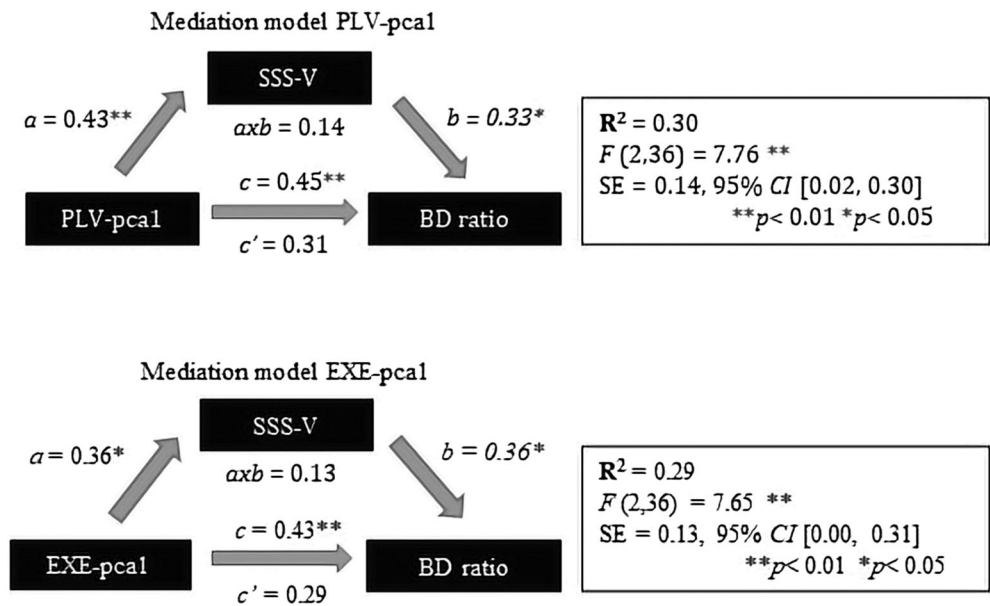 Mediation model PLV-pca1
SSS-V
a = 0.43**
b = 0.33*
axb = 0.14
c = 0.45**
PLV-pca1
BD ratio
c' = 0.31
R² = 0.30
F (2,36) = 7.76 **
SE = 0.14, 95% CI [0.02, 0.30]
**p< 0.01 *p< 0.05
Mediation model EXE-pca1
SSS-V
a = 0.36*
b = 0.36*
axb = 0.13
c = 0.43**
EXE-pca1
BD ratio
c' = 0.29
R² = 0.29
F (2,36) = 7.65 **
SE = 0.13, 95% CI [0.00, 0.31]
**p< 0.01 *p< 0.05